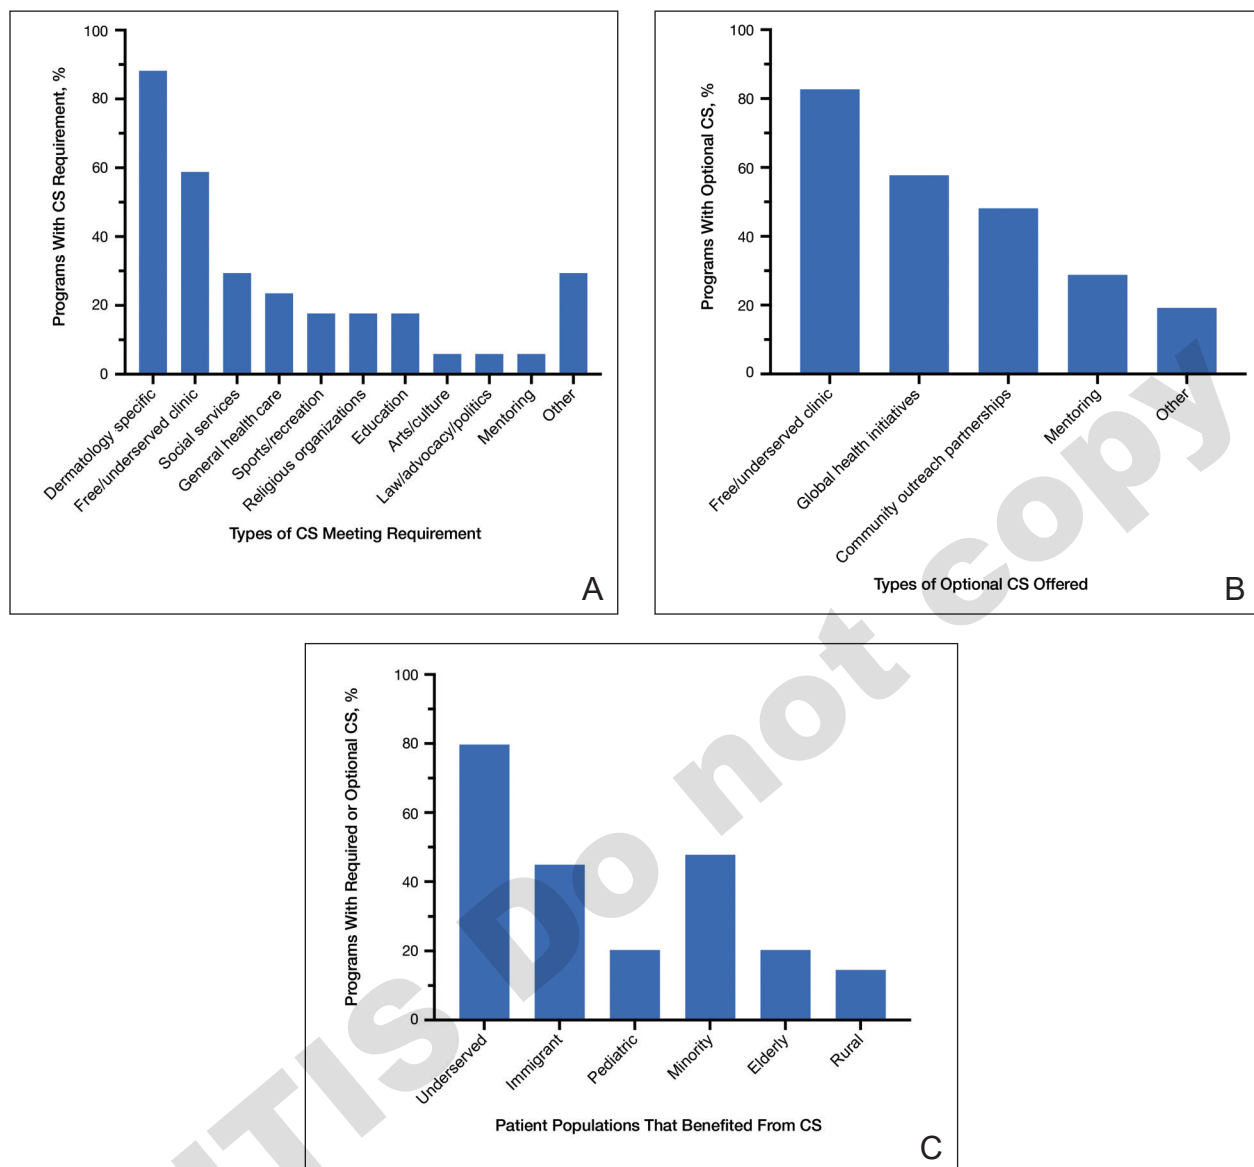 Programs With CS Requirement, %
100
80
60
40
20
0
Dermatology specific
Free/underserved clinic
Social services
General health care
Sports/recreation
Religious organizations
Education
Arts/culture
Law/advocacy/politics
Mentoring
Other
Types of CS Meeting Requirement
A
Programs With Optional CS, %
100
80
60
40
20
0
Free/underserved clinic
Global health initiatives
Community outreach partnerships
Mentoring
Other
Types of Optional CS Offered
B
Programs With Required or Optional CS, %
100
80
60
40
20
0
Underserved
Immigrant
Pediatric
Minority
Elderly
Rural
Patient Populations That Benefited From CS
C
Do not copy